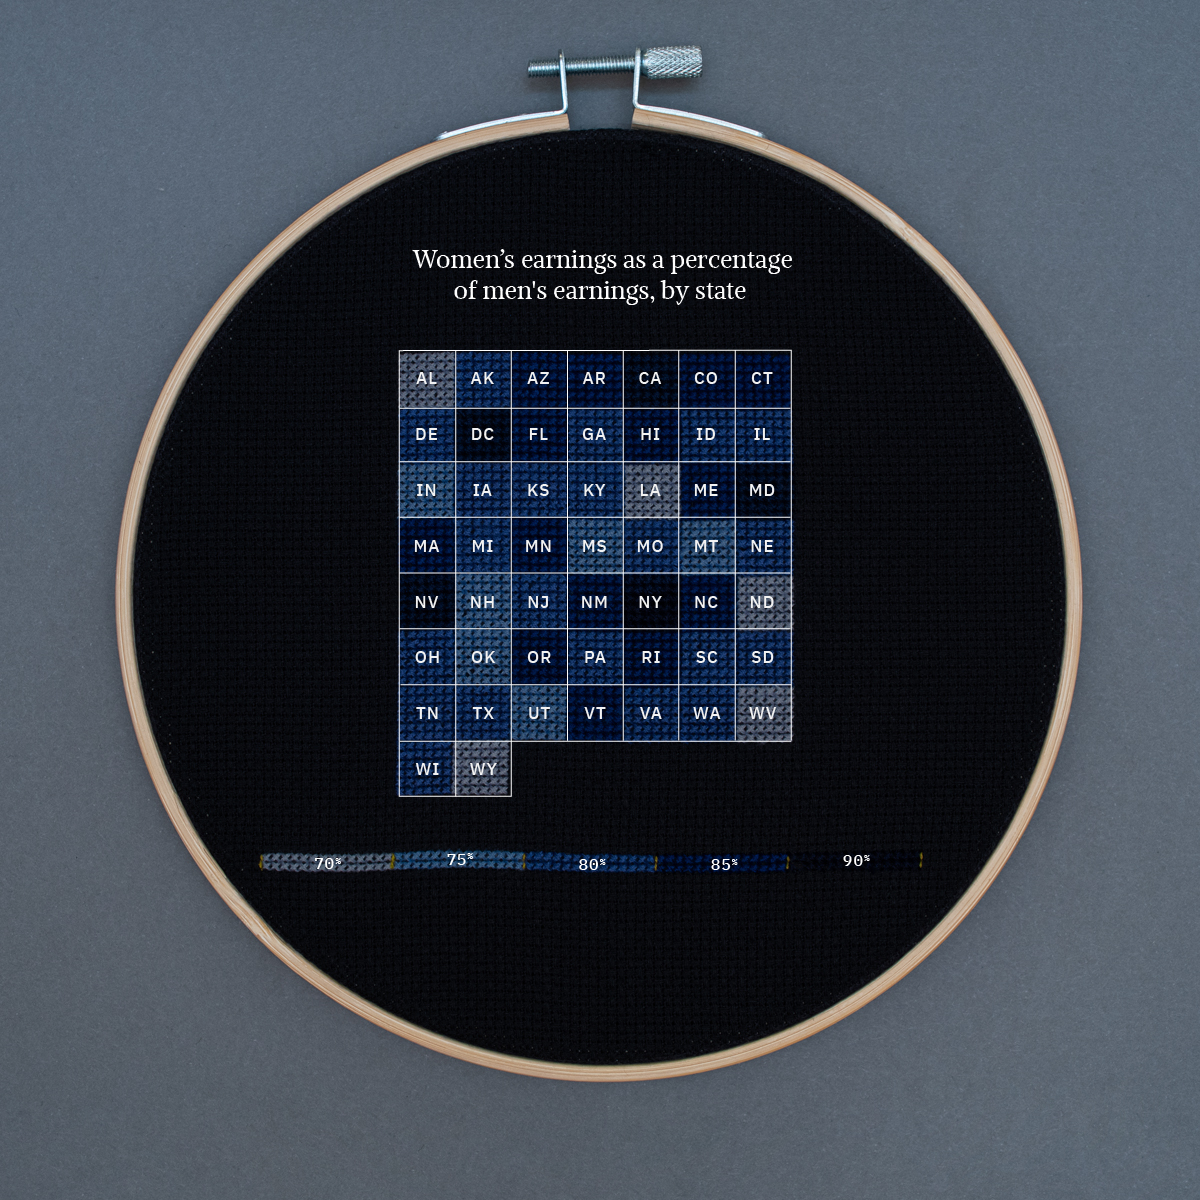 Women’s earnings as a percentage
of men's earnings, by state
AL AK AZ AR CA CO CT
DE DC FL GA HI ID IL
IN IA KS KY LA ME MD
MA MI MN MS MO MT NE
NV NH NJ NM NY NC ND
OH OK OR PA RI SC SD
TN TX UT VT VA WA WV
WI WY
70% 75% 80% 85% 90%